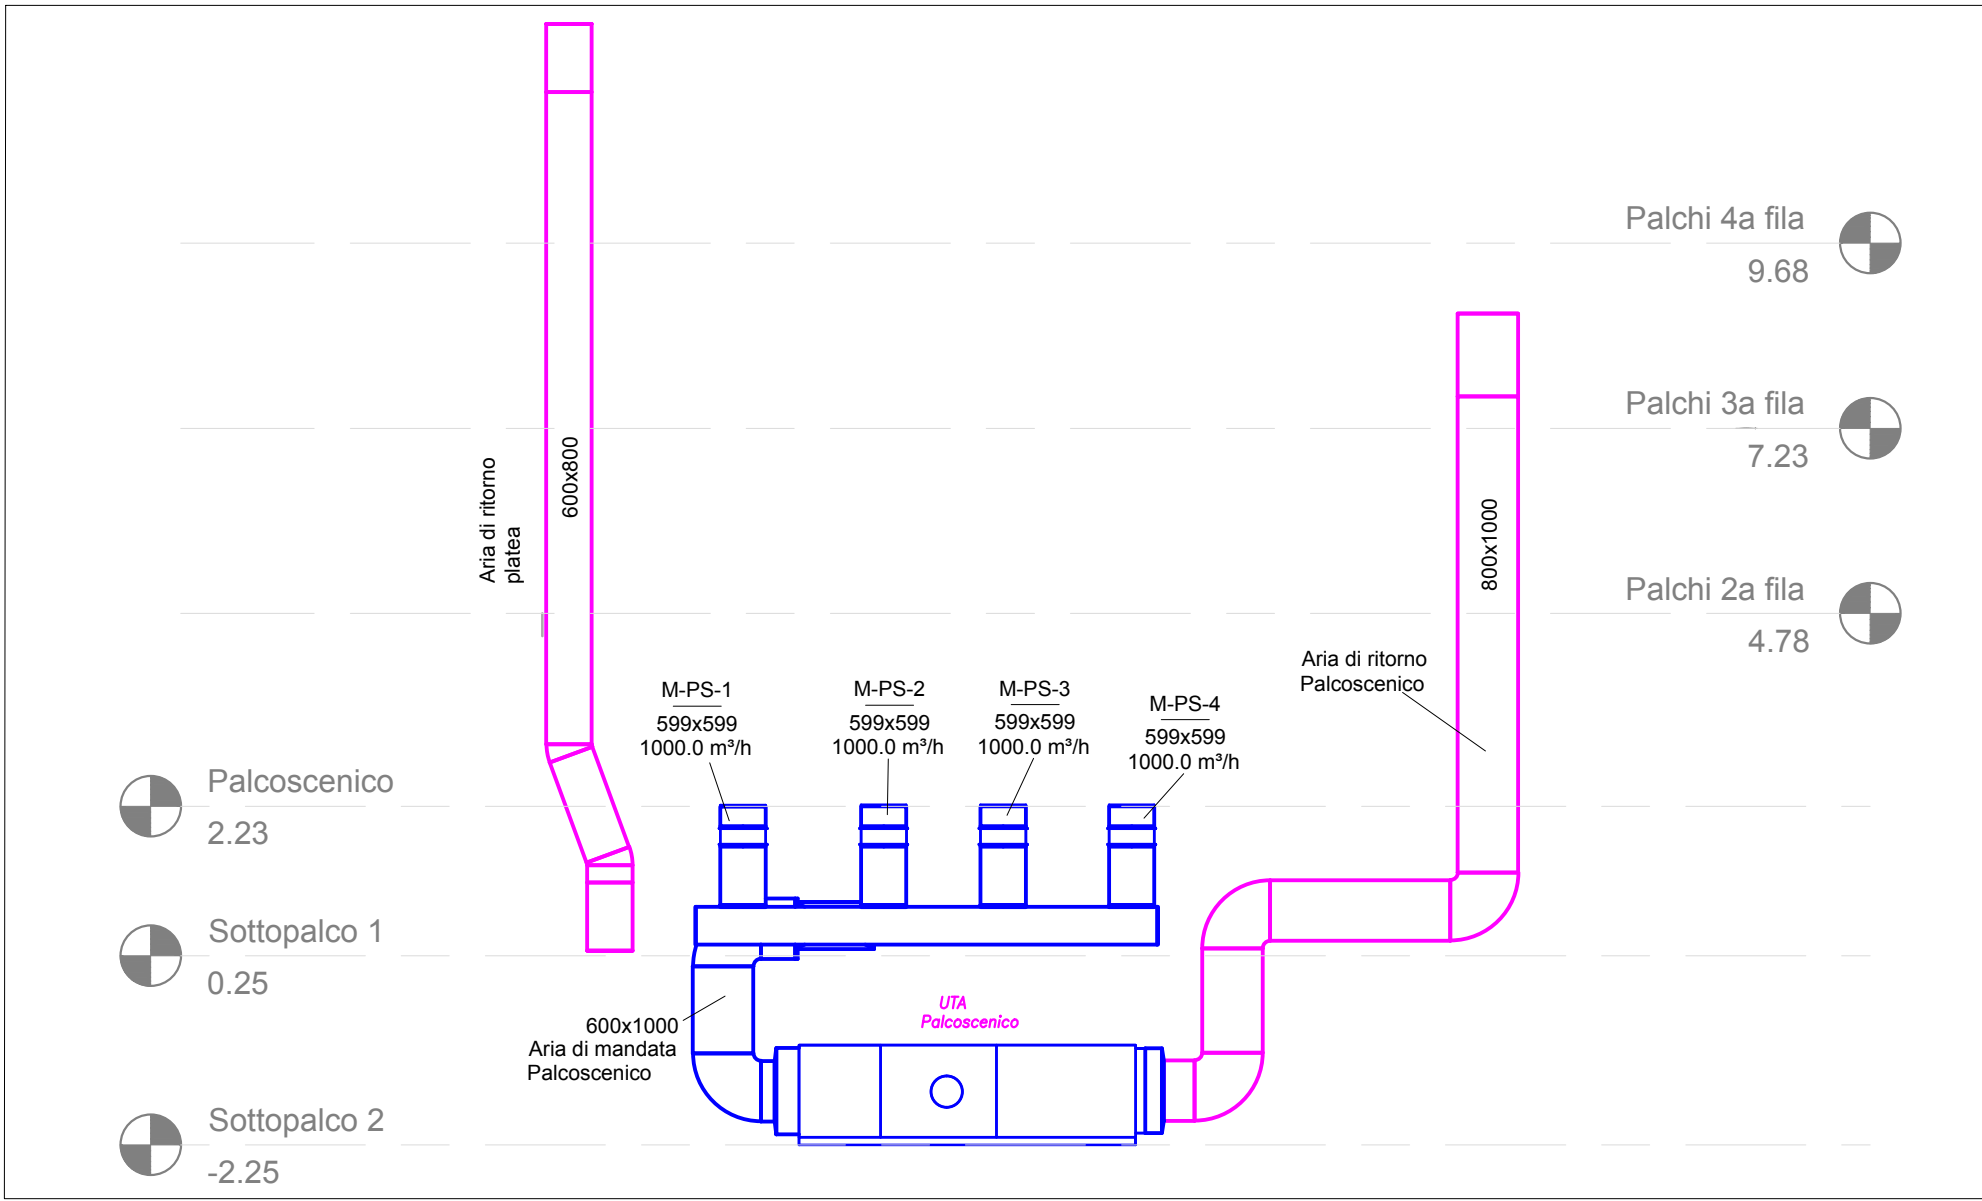 Palchi 4a fila
9.68
Palchi 3a fila
7.23
Aria di ritorno
platea
600x800
800x1000
Palchi 2a fila
4.78
Aria di ritorno
Palcoscenico
M-PS-1
599x599
1000.0 m³/h
M-PS-2
599x599
1000.0 m³/h
M-PS-3
599x599
1000.0 m³/h
M-PS-4
599x599
1000.0 m³/h
Palcoscenico
2.23
Sottopalco 1
0.25
UTA
Palcoscenico
600x1000
Aria di mandata
Palcoscenico
Sottopalco 2
-2.25